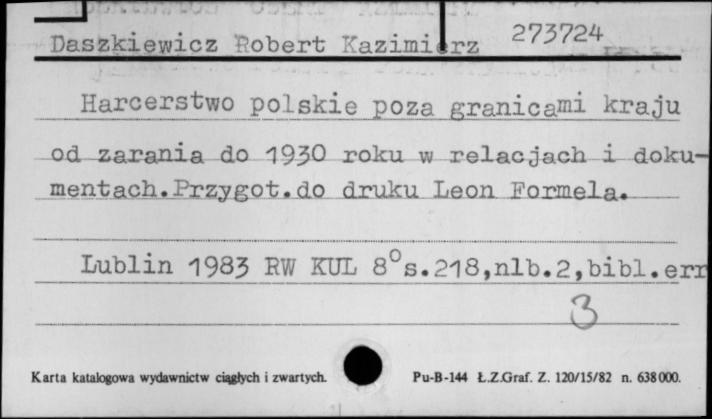 Daszkiewicz Robert Kazimierz 273724
Harcerstwo polskie poza granicami kraju
od zarania do 1930 roku w relacjach i doku-
mentach.Przygot.do druku Leon Formela.
Lublin 1983 RW KUL 8°s.218,nlb.2,bibl.err
3
Karta katalogowa wydawnictw ciągłych i zwartych. Pu-B-144 Ł.Z.Graf. Z. 120/15/82 n. 638000.